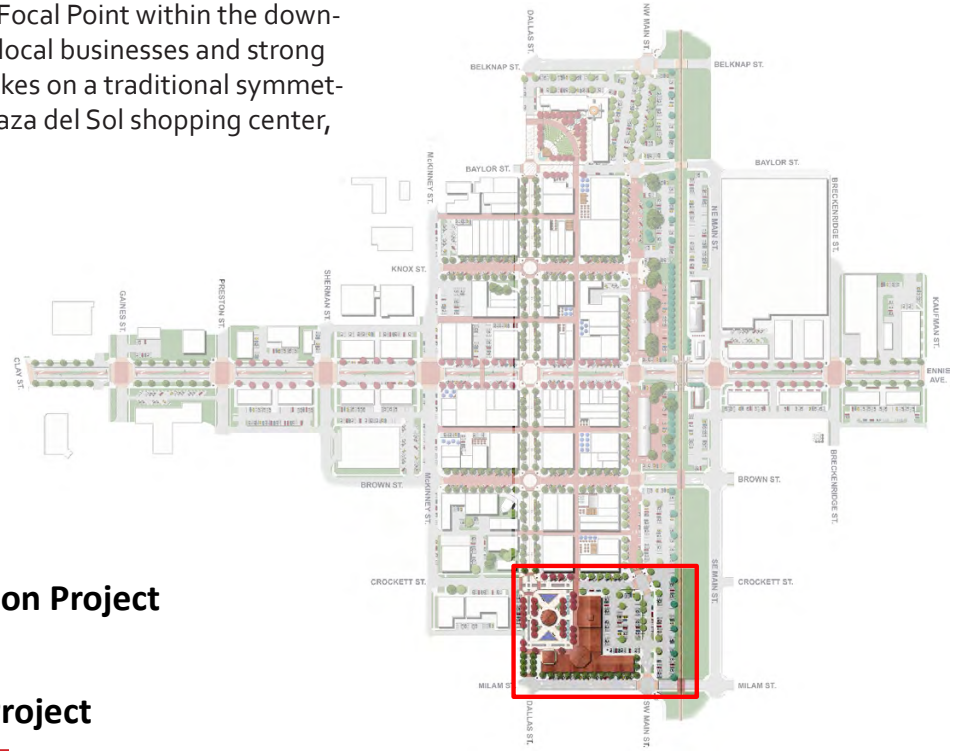 Focal Point within the down-
local businesses and strong
kes on a traditional symmet-
aza del Sol shopping center,
on Project
roject
DALLAS ST.
NW MAIN ST.
BELKNAP ST.
BELKNAP ST.
BAYLOR ST.
BAYLOR ST.
McKINNEY ST.
NE MAIN ST.
BRECKENRIDGE ST.
KNOX ST.
GAINES ST.
PRESTON ST.
SHERMAN ST.
KAUFMAN ST.
CLAY ST.
ENNIS
AVE.
BROWN ST.
McKINNEY ST.
BROWN ST.
BRECKENRIDGE ST.
CROCKETT ST.
SE MAIN ST.
CROCKETT ST.
MILAM ST.
MILAM ST.
DALLAS ST.
SW MAIN ST.